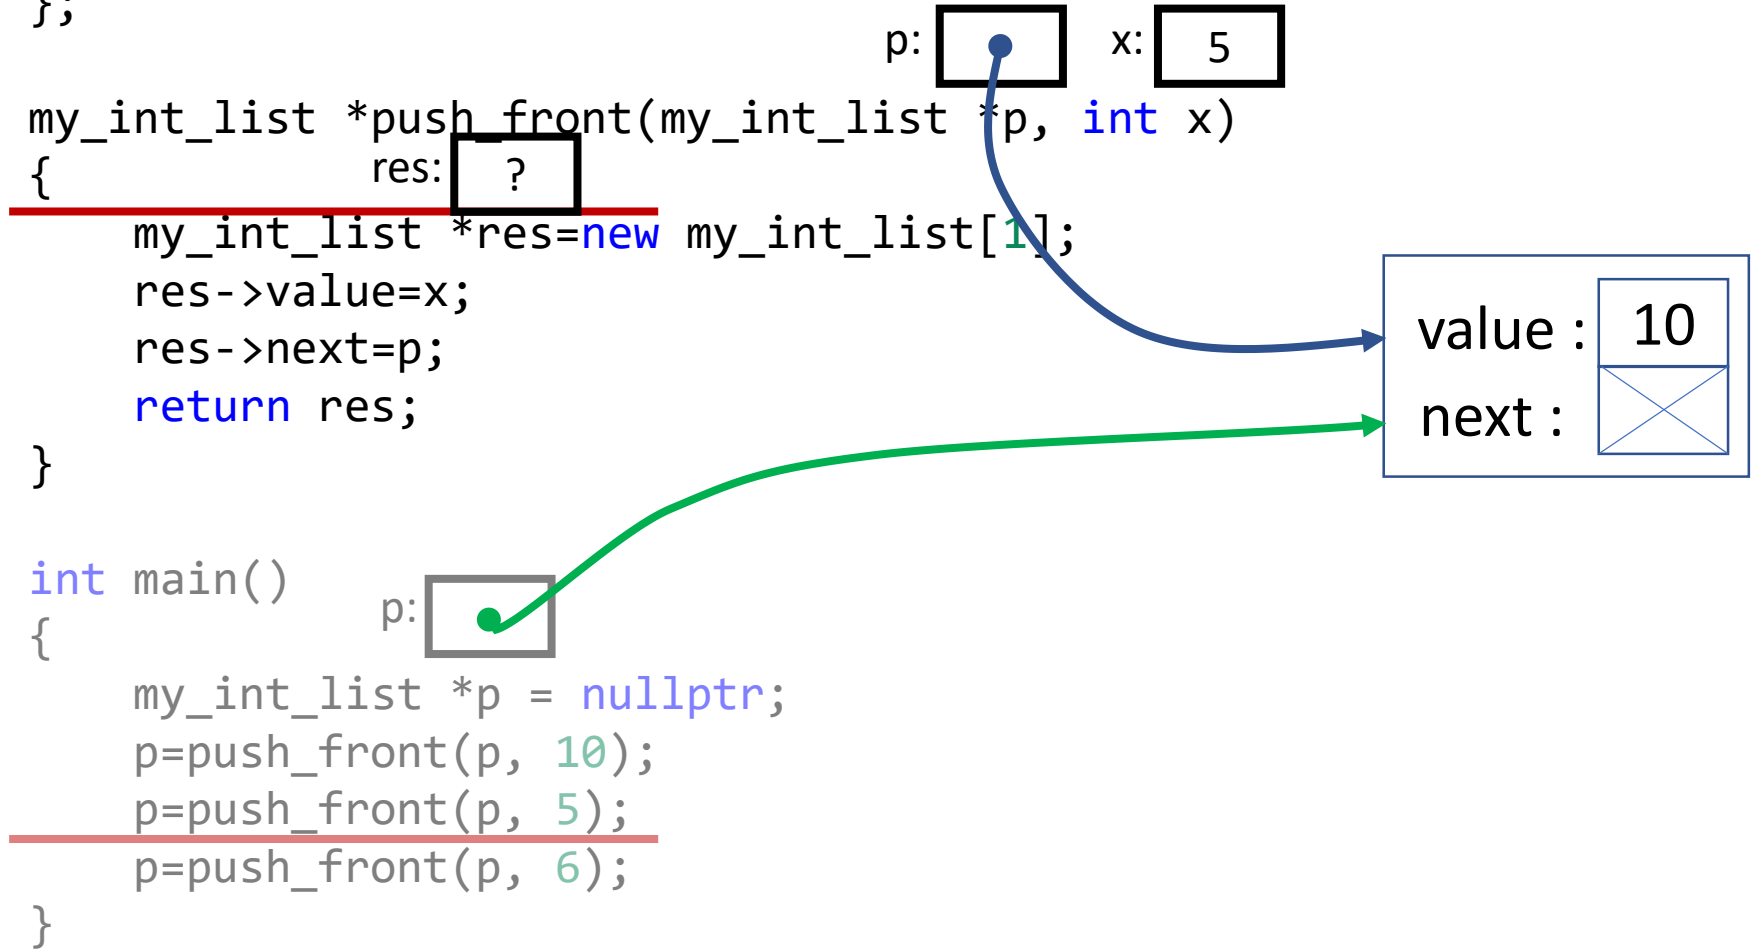 };
p: x: 5
my_int_list *push_front(my_int_list *p, int x)
{ res: ?
my_int_list *res=new my_int_list[1];
res->value=x;
res->next=p;
return res;
}
value : 10
next :
int main()
{ p:
my_int_list *p = nullptr;
p=push_front(p, 10);
p=push_front(p, 5);
p=push_front(p, 6);
}